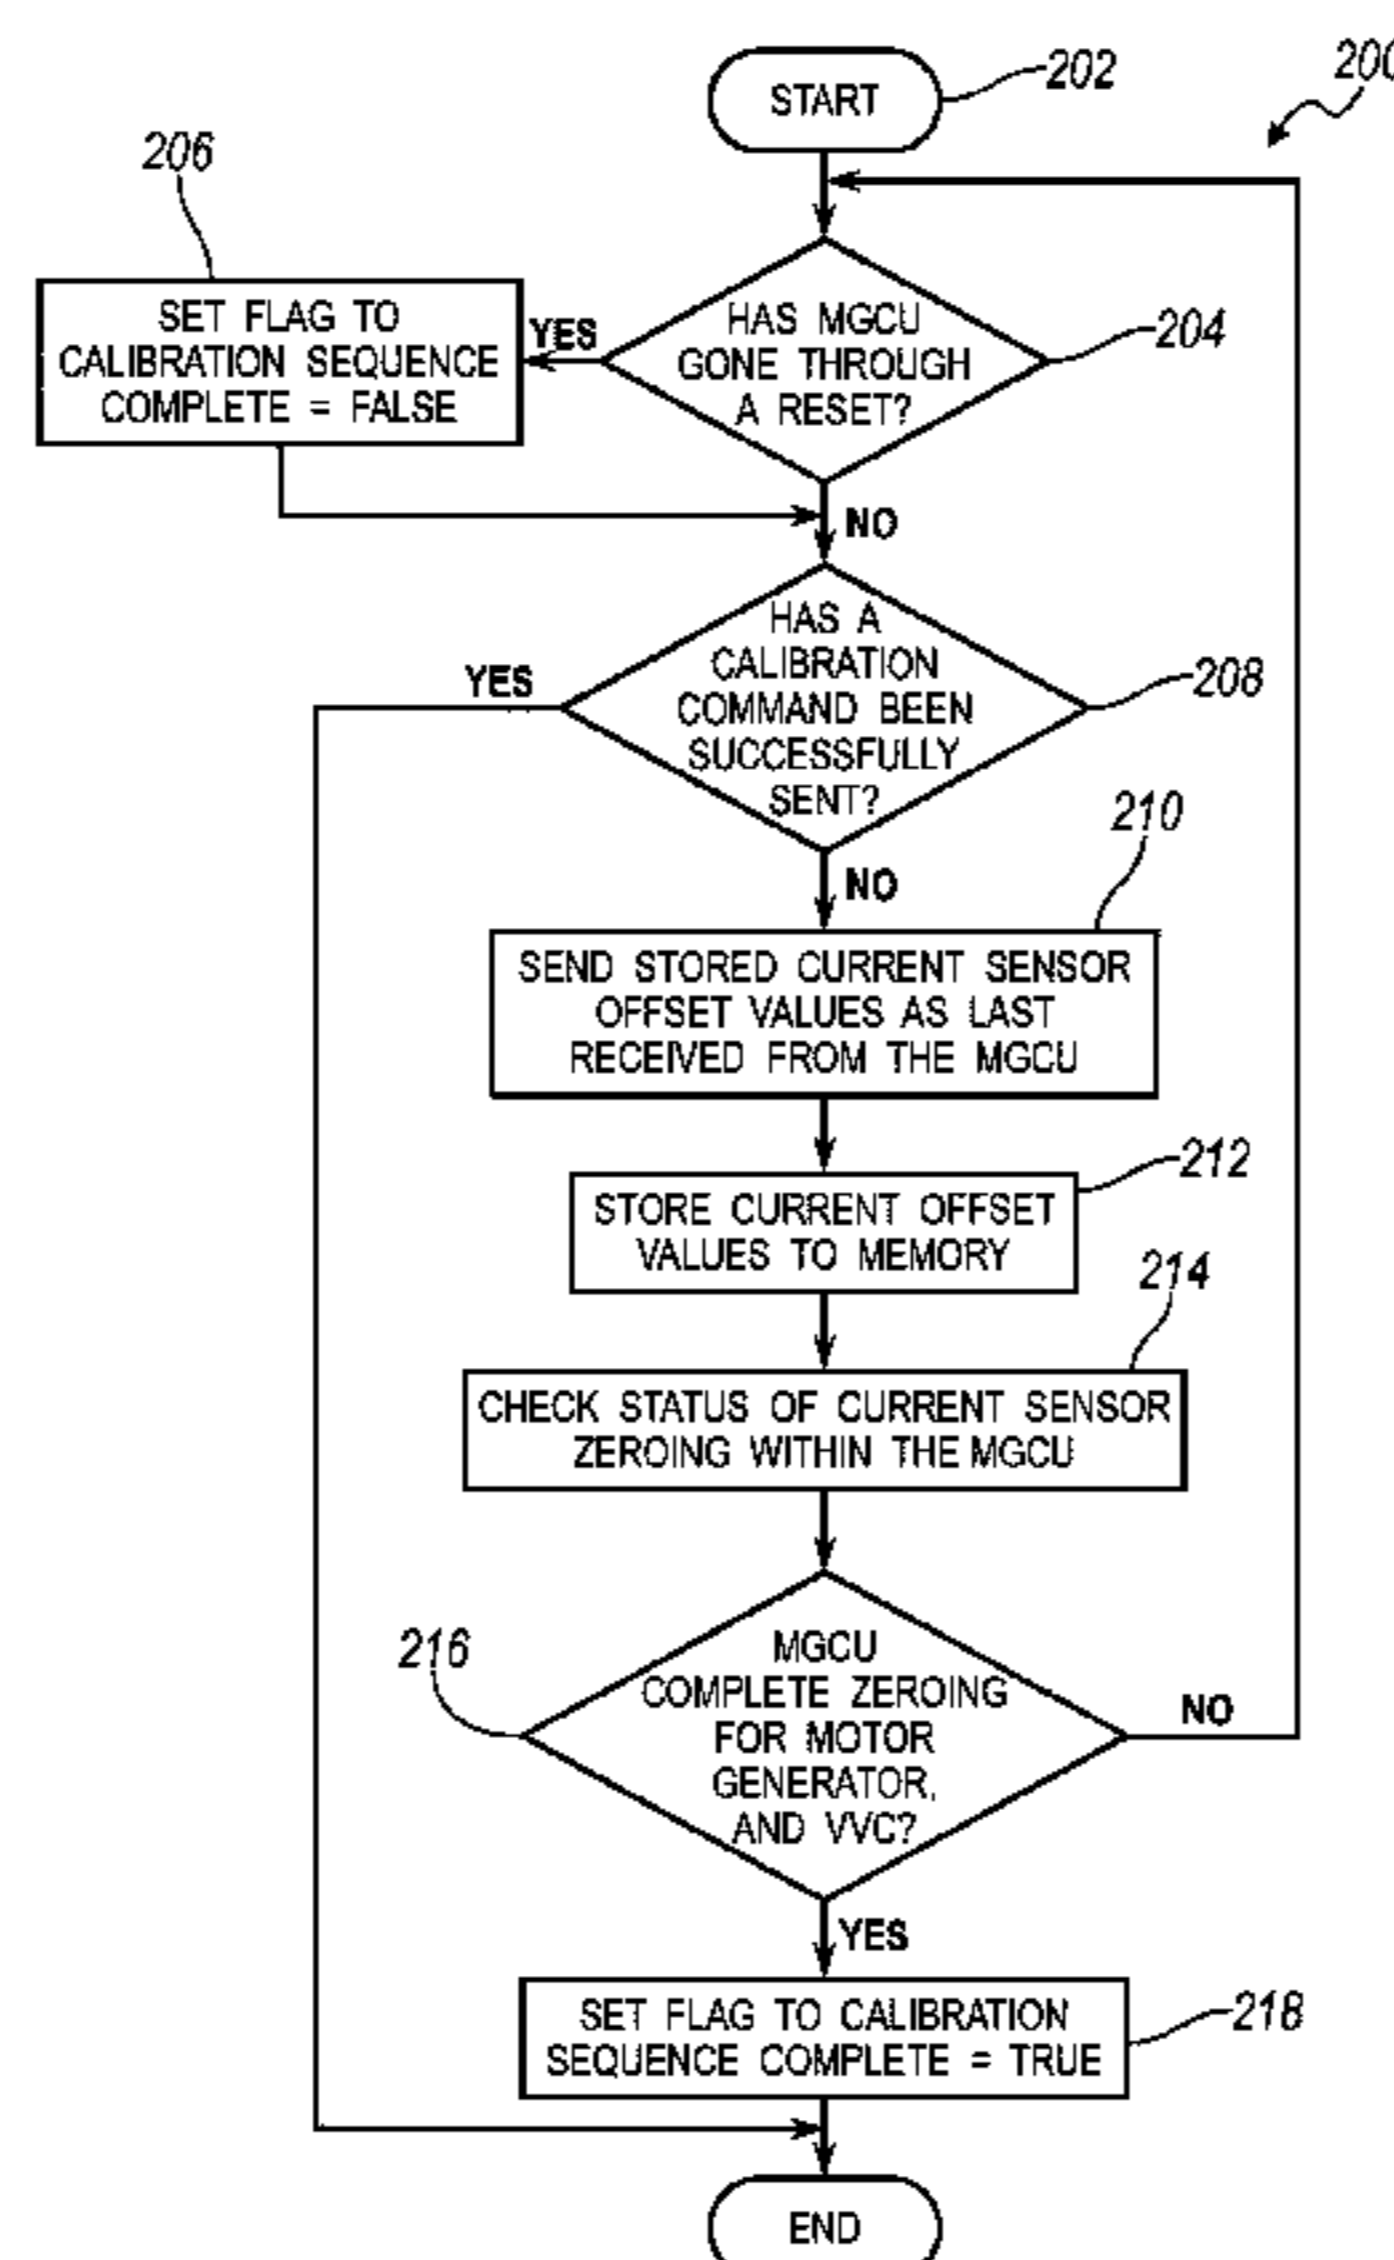 START
202
200
206
SET FLAG TO
CALIBRATION SEQUENCE
COMPLETE = FALSE
YES
HAS MGCU
GONE THROUGH
A RESET?
204
NO
HAS A
CALIBRATION
COMMAND BEEN
SUCCESSFULLY
SENT?
YES
208
NO
210
SEND STORED CURRENT SENSOR
OFFSET VALUES AS LAST
RECEIVED FROM THE MGCU
212
STORE CURRENT OFFSET
VALUES TO MEMORY
214
CHECK STATUS OF CURRENT SENSOR
ZEROING WITHIN THE MGCU
216
MGCU
COMPLETE ZEROING
FOR MOTOR
GENERATOR,
AND VVC?
NO
YES
SET FLAG TO CALIBRATION
SEQUENCE COMPLETE = TRUE
218
END